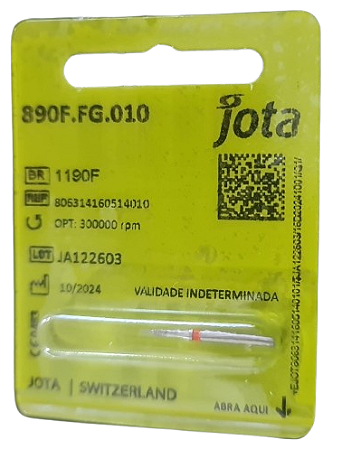 890F.FG.010
jota
BR 1190F
REF 806314160514010
OPT: 300000 rpm
LOT JA122603
10/2024
VALIDADE INDETERMINADA
JOTA | SWITZERLAND
ABRA AQUI